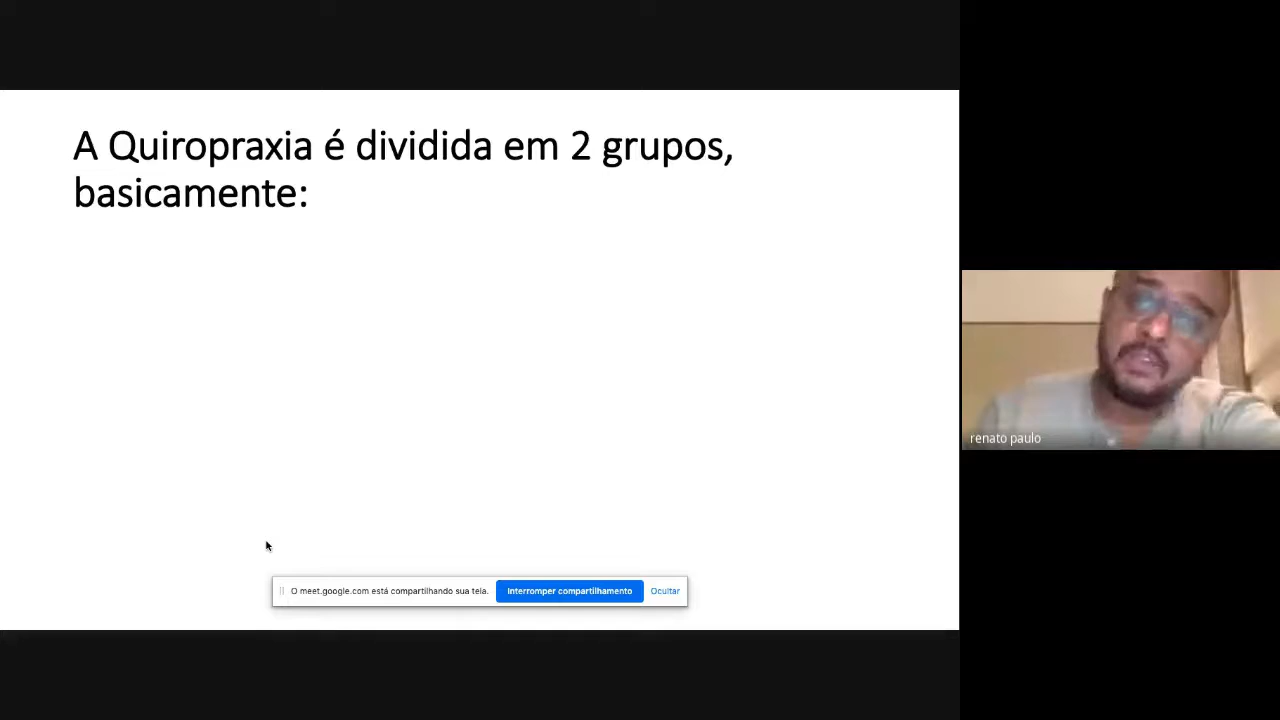 A Quiropraxia é dividida em 2 grupos,
basicamente:
renato paulo
O meet.google.com está compartilhando sua tela.
Interromper compartilhamento
Ocultar